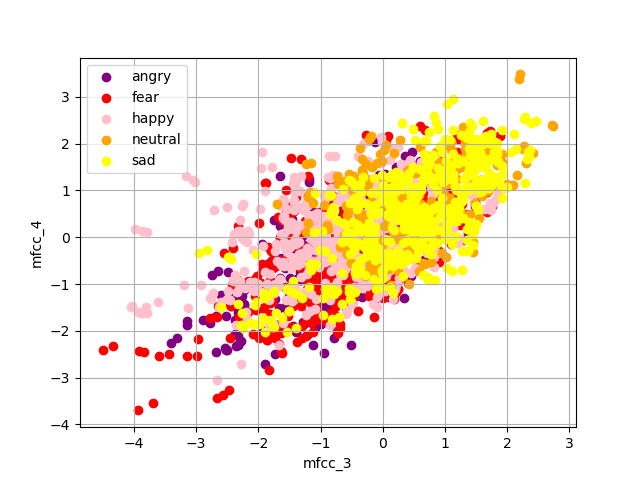 angry
fear
happy
neutral
sad
3
2
1
0
−1
−2
−3
−4
mfcc_4
−4 −3 −2 −1 0 1 2 3
mfcc_3